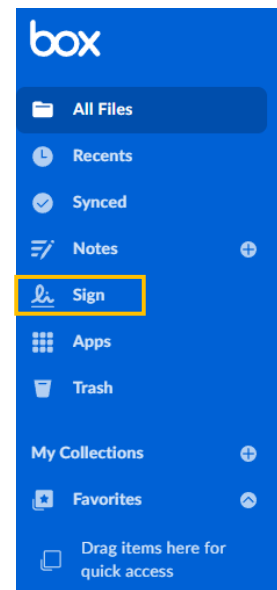 box
All Files
Recents
Synced
Notes
Sign
Apps
Trash
My Collections
Favorites
Drag items here for
quick access